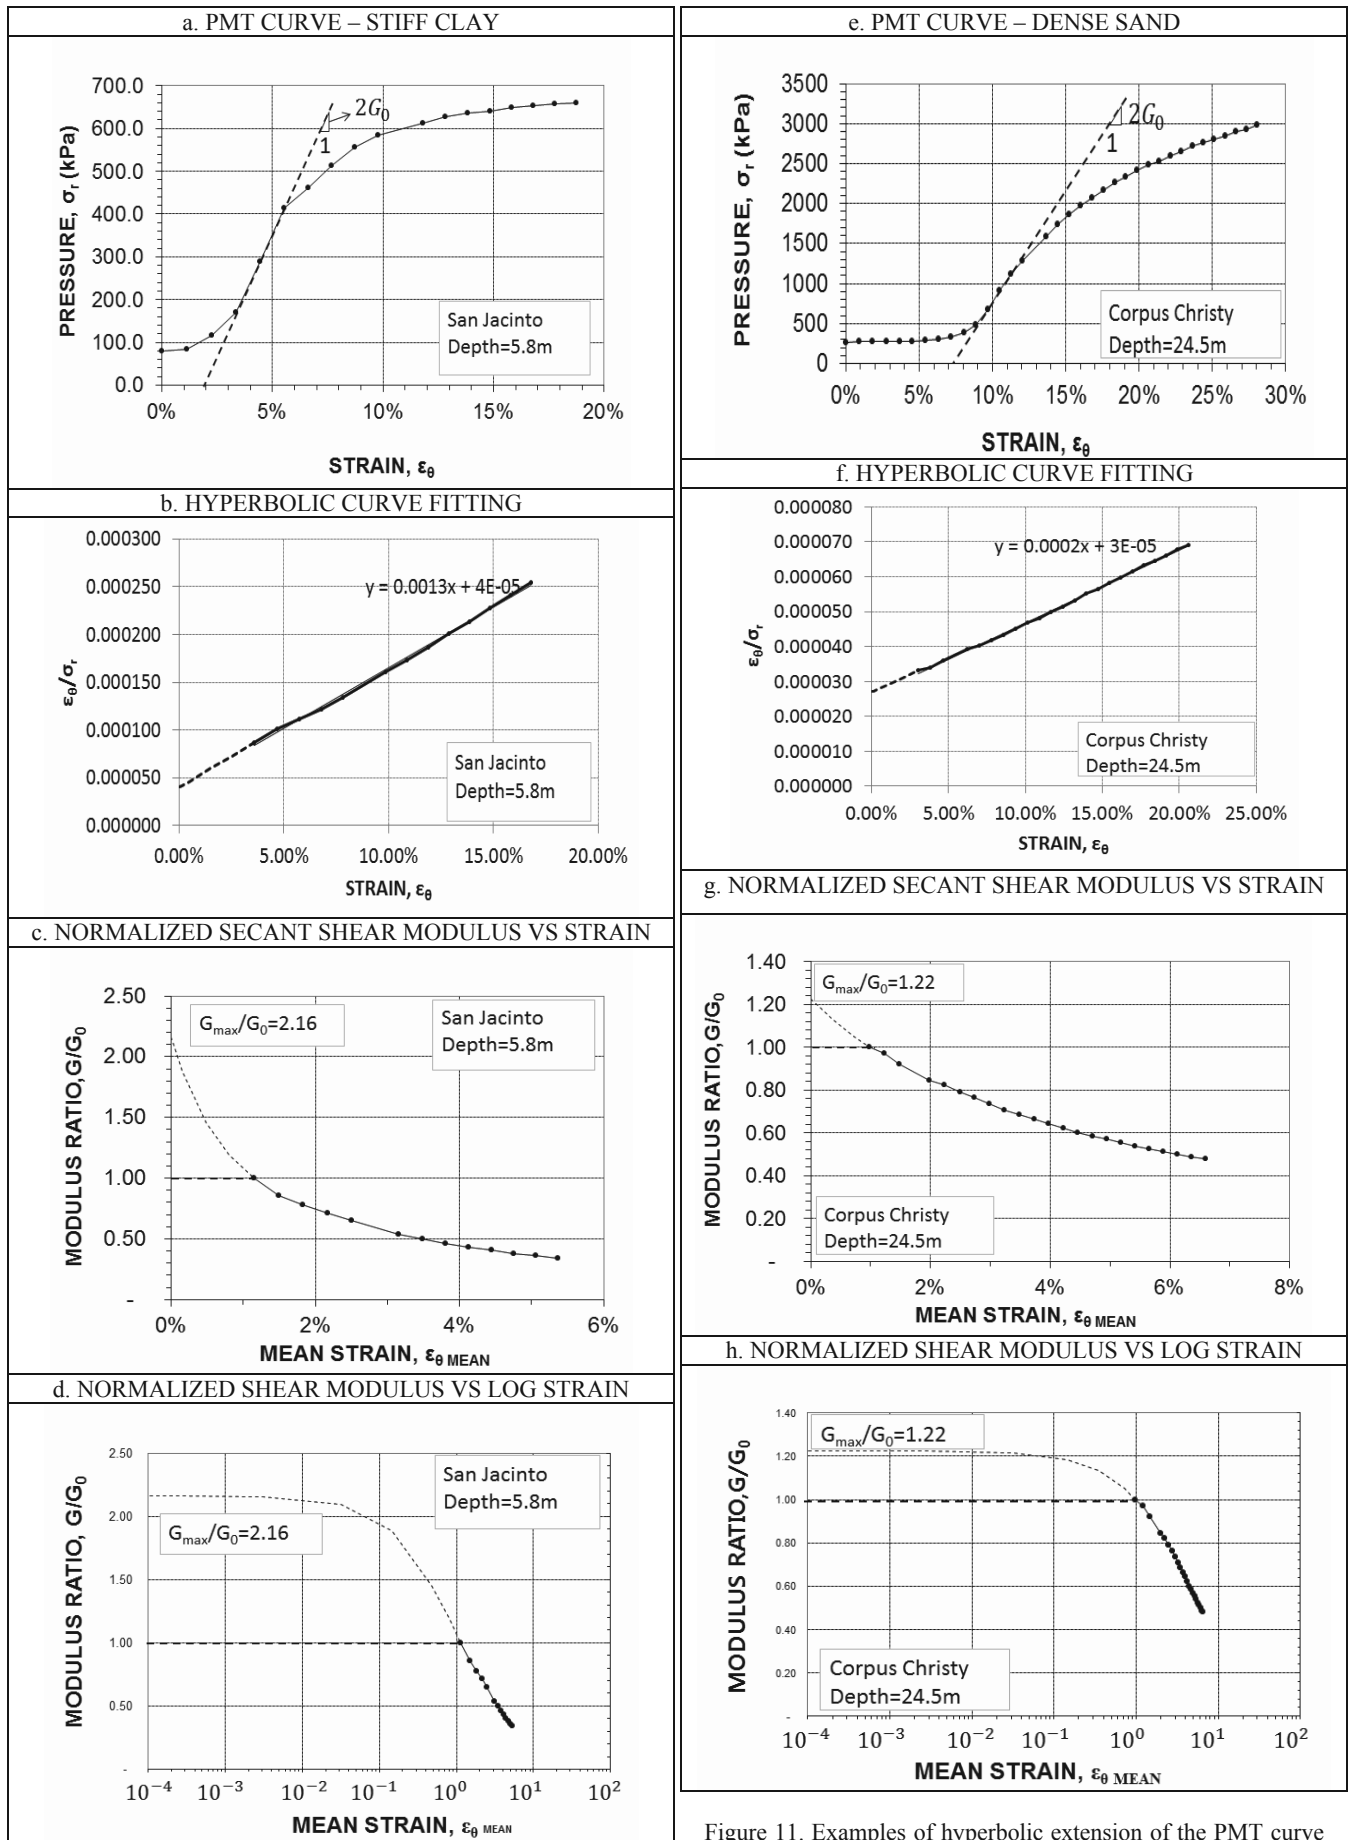 a. PMT CURVE – STIFF CLAY
700.0
600.0
500.0
400.0
300.0
200.0
100.0
0.0
PRESSURE, σr (kPa)
2G0
1
San Jacinto
Depth=5.8m
0% 5% 10% 15% 20%
STRAIN, εθ
b. HYPERBOLIC CURVE FITTING
0.000300
0.000250
0.000200
0.000150
0.000100
0.000050
0.000000
εθ/σr
y = 0.0013x + 4E-05
San Jacinto
Depth=5.8m
0.00% 5.00% 10.00% 15.00% 20.00%
STRAIN, εθ
c. NORMALIZED SECANT SHEAR MODULUS VS STRAIN
2.50
2.00
1.50
1.00
0.50
-
MODULUS RATIO,G/G0
Gmax/G0=2.16
San Jacinto
Depth=5.8m
0% 2% 4% 6%
MEAN STRAIN, εθ MEAN
d. NORMALIZED SHEAR MODULUS VS LOG STRAIN
2.50
2.00
1.50
1.00
0.50
-
MODULUS RATIO, G/G0
San Jacinto
Depth=5.8m
Gmax/G0=2.16
10⁻⁴ 10⁻³ 10⁻² 10⁻¹ 10⁰ 10¹ 10²
MEAN STRAIN, εθ MEAN
e. PMT CURVE – DENSE SAND
3500
3000
2500
2000
1500
1000
500
0
PRESSURE, σr (kPa)
2G0
1
Corpus Christy
Depth=24.5m
0% 5% 10% 15% 20% 25% 30%
STRAIN, εθ
f. HYPERBOLIC CURVE FITTING
0.000080
0.000070
0.000060
0.000050
0.000040
0.000030
0.000020
0.000010
0.000000
εθ/σr
y = 0.0002x + 3E-05
Corpus Christy
Depth=24.5m
0.00% 5.00% 10.00% 15.00% 20.00% 25.00%
STRAIN, εθ
g. NORMALIZED SECANT SHEAR MODULUS VS STRAIN
1.40
1.20
1.00
0.80
0.60
0.40
0.20
-
MODULUS RATIO,G/G0
Gmax/G0=1.22
Corpus Christy
Depth=24.5m
0% 2% 4% 6% 8%
MEAN STRAIN, εθ MEAN
h. NORMALIZED SHEAR MODULUS VS LOG STRAIN
1.40
1.20
1.00
0.80
0.60
0.40
0.20
-
MODULUS RATIO,G/G0
Gmax/G0=1.22
Corpus Christy
Depth=24.5m
10⁻⁴ 10⁻³ 10⁻² 10⁻¹ 10⁰ 10¹ 10²
MEAN STRAIN, εθ MEAN
Figure 11. Examples of hyperbolic extension of the PMT curve